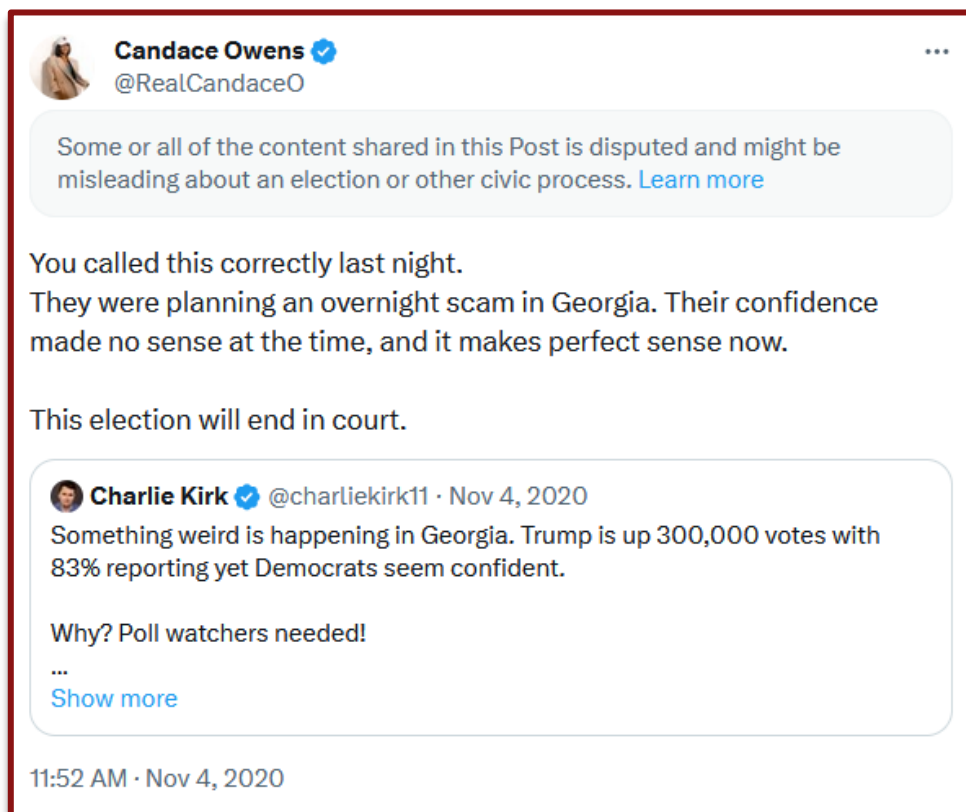 Candace Owens
@RealCandaceO
Some or all of the content shared in this Post is disputed and might be
misleading about an election or other civic process. Learn more
You called this correctly last night.
They were planning an overnight scam in Georgia. Their confidence
made no sense at the time, and it makes perfect sense now.
This election will end in court.
Charlie Kirk @charliekirk11 · Nov 4, 2020
Something weird is happening in Georgia. Trump is up 300,000 votes with
83% reporting yet Democrats seem confident.
Why? Poll watchers needed!
...
Show more
11:52 AM · Nov 4, 2020